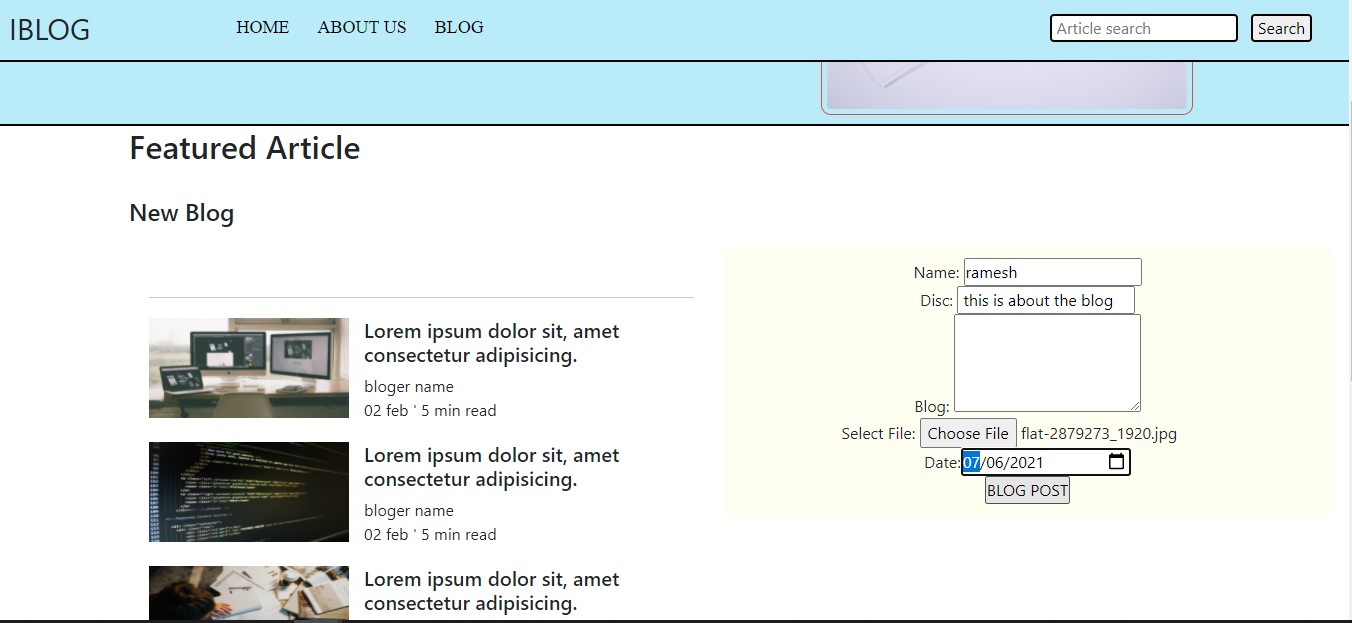 IBLOG HOME ABOUT US BLOG Article search Search
Featured Article
New Blog
Name: ramesh
Disc: this is about the blog
Blog:
Select File: Choose File flat-2879273_1920.jpg
Date:07/06/2021
BLOG POST
Lorem ipsum dolor sit, amet
consectetur adipisicing.
bloger name
02 feb ' 5 min read
Lorem ipsum dolor sit, amet
consectetur adipisicing.
bloger name
02 feb ' 5 min read
Lorem ipsum dolor sit, amet
consectetur adipisicing.